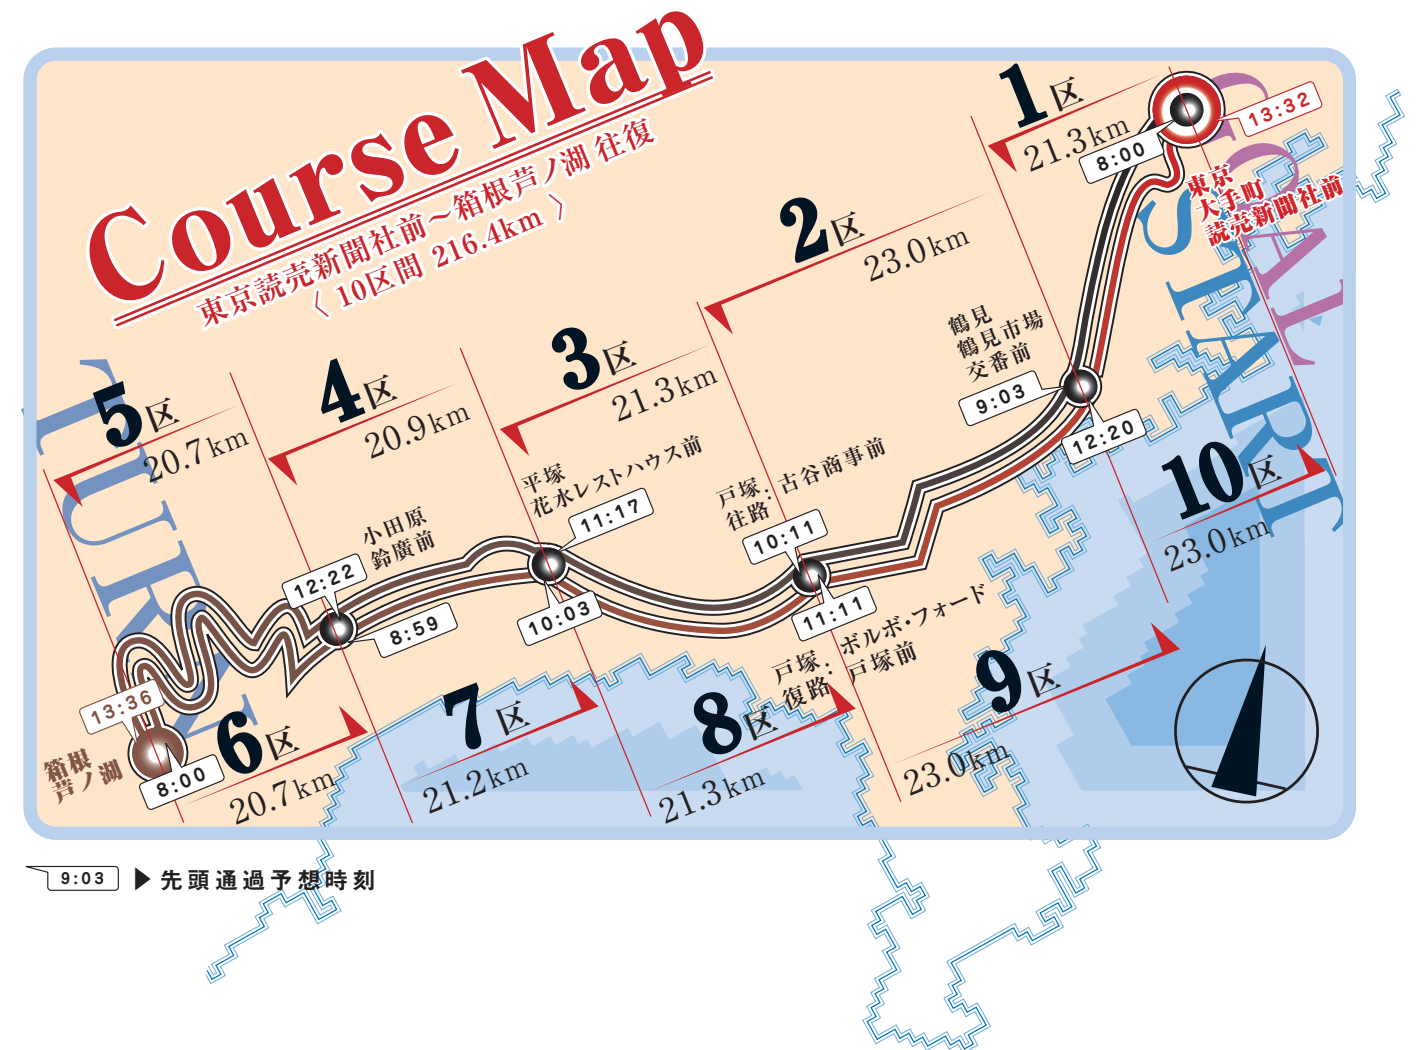 Course Map
東京読売新聞社前〜箱根芦ノ湖 往復
〈 10区間 216.4km 〉
1区
21.3km
2区
23.0km
3区
21.3km
4区
20.9km
5区
20.7km
6区
20.7km
7区
21.2km
8区
21.3km
9区
23.0km
10区
23.0km
GOAL
START
TURN
13:32
8:00
東京
大手町
読売新聞社前
鶴見
鶴見市場
交番前
9:03
12:20
戸塚:古谷商事前
往路
10:11
11:11
戸塚:ボルボ・フォード
復路 戸塚前
平塚
花水レストハウス前
11:17
10:03
小田原
鈴廣前
12:22
8:59
13:36
8:00
箱根
芦ノ湖
9:03 ▶先頭通過予想時刻